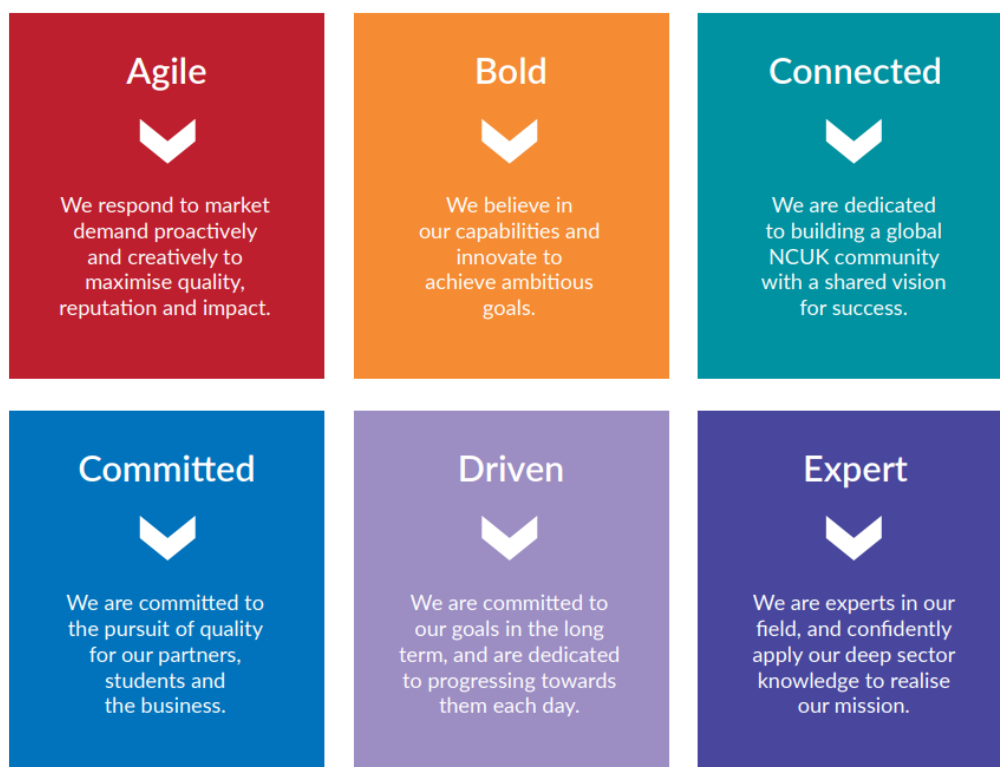 Agile
We respond to market
demand proactively
and creatively to
maximise quality,
reputation and impact.
Bold
We believe in
our capabilities and
innovate to
achieve ambitious
goals.
Connected
We are dedicated
to building a global
NCUK community
with a shared vision
for success.
Committed
We are committed to
the pursuit of quality
for our partners,
students and
the business.
Driven
We are committed to
our goals in the long
term, and are dedicated
to progressing towards
them each day.
Expert
We are experts in our
field, and confidently
apply our deep sector
knowledge to realise
our mission.